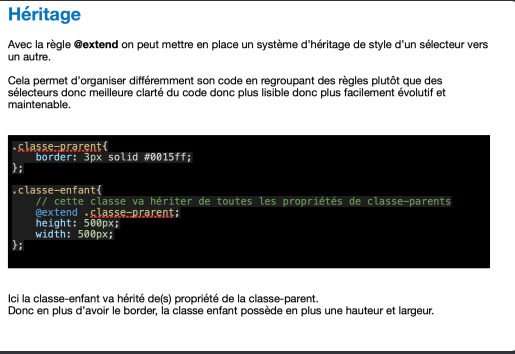 Héritage
Avec la règle @extend on peut mettre en place un système d'héritage de style d'un sélecteur vers
un autre.
Cela permet d'organiser différemment son code en regroupant des règles plutôt que des
sélecteurs donc meilleure clarté du code donc plus lisible donc plus facilement évolutif et
maintenable.
.classe-prarent{
border: 3px solid #0015ff;
};
.classe-enfant{
// cette classe va hériter de toutes les propriétés de classe-parents
@extend .classe-prarent;
height: 500px;
width: 500px;
};
Ici la classe-enfant va hérité de(s) propriété de la classe-parent.
Donc en plus d'avoir le border, la classe enfant possède en plus une hauteur et largeur.